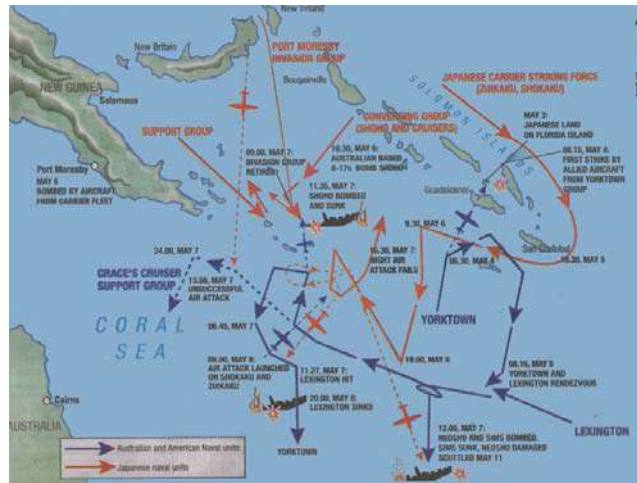 New Ireland
New Britain
PORT MORESBY
INVASION GROUP
Bougainville
NEW GUINEA
Salamaua
SOLOMON ISLANDS
JAPANESE CARRIER STRIKING FORCE
(ZUIKAKU, SHOKAKU)
SUPPORT GROUP
CONVERING GROUP
(SHOHO AND CRUISERS)
MAY 3:
JAPANESE LAND
ON FLORIDA ISLAND
08.15, MAY 4:
FIRST STRIKE BY
ALLIED AIRCRAFT
FROM YORKTOWN
GROUP
09.00, MAY 7:
INVASION GROUP
RETIRES
10.30, MAY 6:
AUSTRALIAN BASED
B-17s BOMB SHOHO
Port Moresby
MAY 5
BOMBED BY AIRCRAFT
FROM CARRIER FLEET
11.35, MAY 7:
SHOHO BOMBED
AND SUNK
Guadalcanal
San Cristobal
9.30, MAY 6
24.00, MAY 7
16.30, MAY 7:
NIGHT AIR
ATTACK FAILS
06.30, MAY 4
MAY 5
GRACE'S CRUISER
SUPPORT GROUP
13.58, MAY 7
UNSUCCESSFUL
AIR ATTACK
YORKTOWN
CORAL
SEA
06.45, MAY 7
09.00, MAY 8:
AIR ATTACK LAUNCHED
ON SHOKAKU AND
ZUIKAKU
11.27, MAY 7:
LEXINGTON HIT
20.00, MAY 8:
LEXINGTON SINKS
19.00, MAY 6
08.16, MAY 5
YORKTOWN AND
LEXINGTON RENDEZVOUS
Cairns
AUSTRALIA
LEXINGTON
YORKTOWN
12.00, MAY 7:
NEOSHO AND SIMS BOMBED,
SIMS SUNK, NEOSHO DAMAGED
SCUTTLED MAY 11
Australian and American Naval units
Japanese naval units